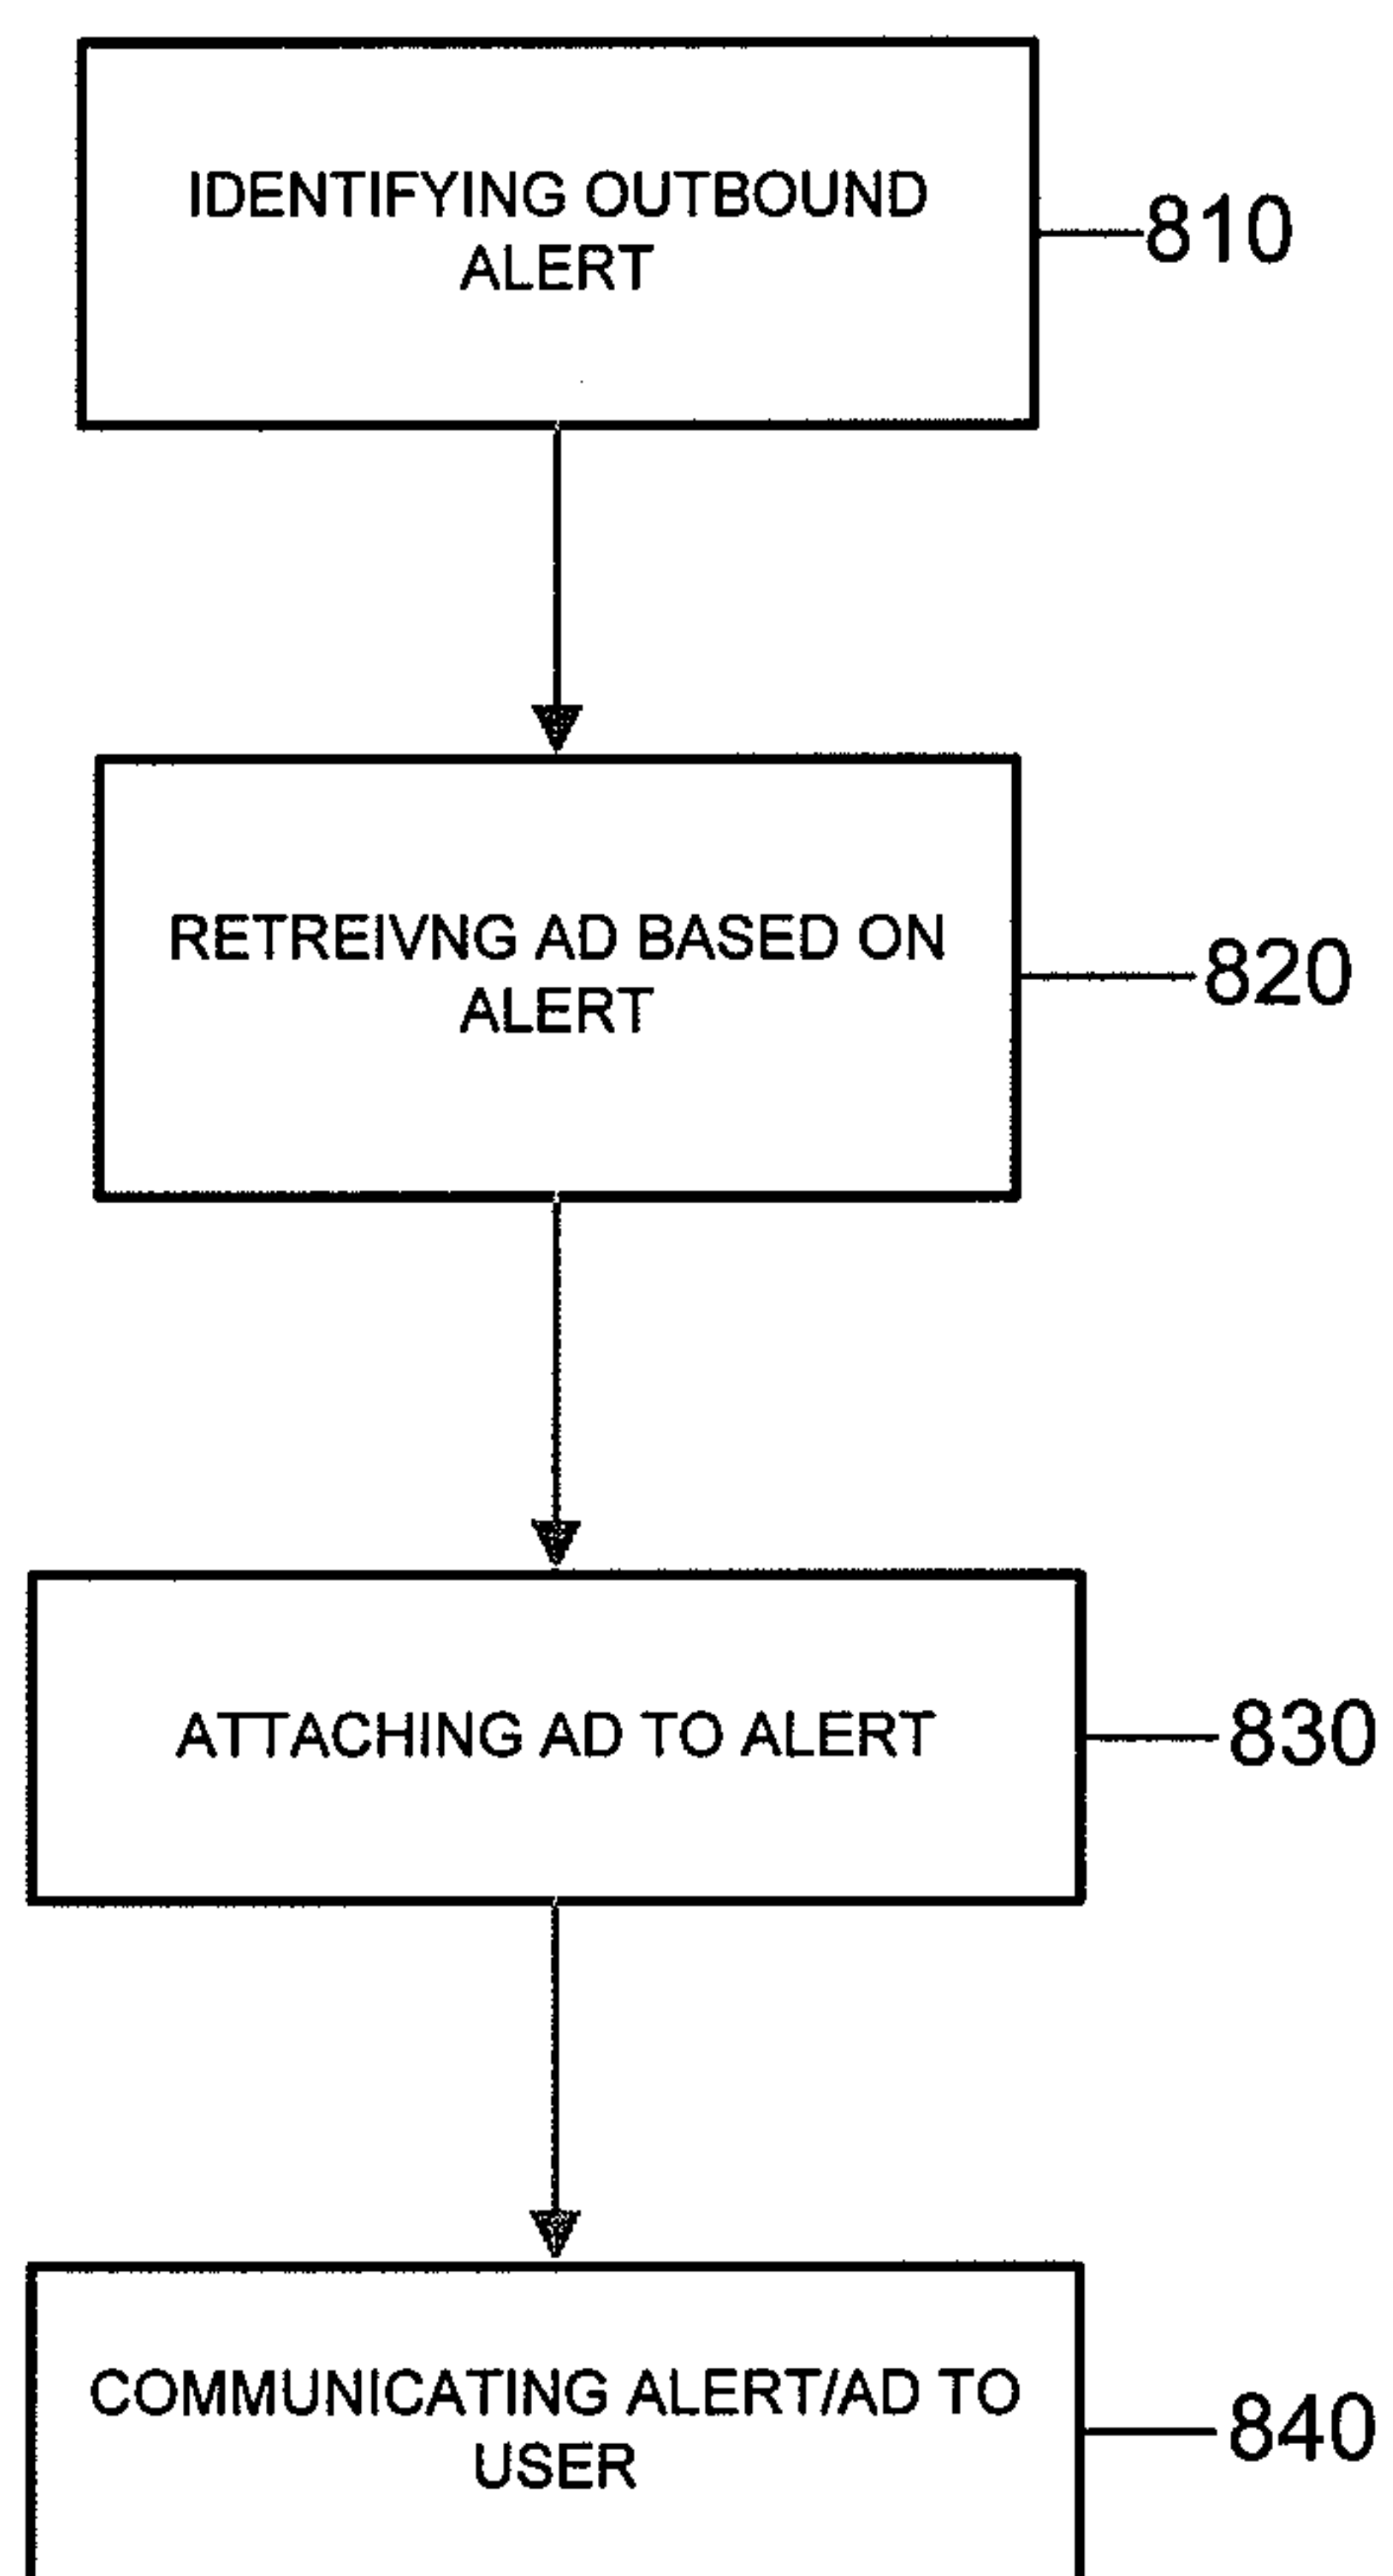 IDENTIFYING OUTBOUND
ALERT
810
RETREIVNG AD BASED ON
ALERT
820
ATTACHING AD TO ALERT
830
COMMUNICATING ALERT/AD TO
USER
840